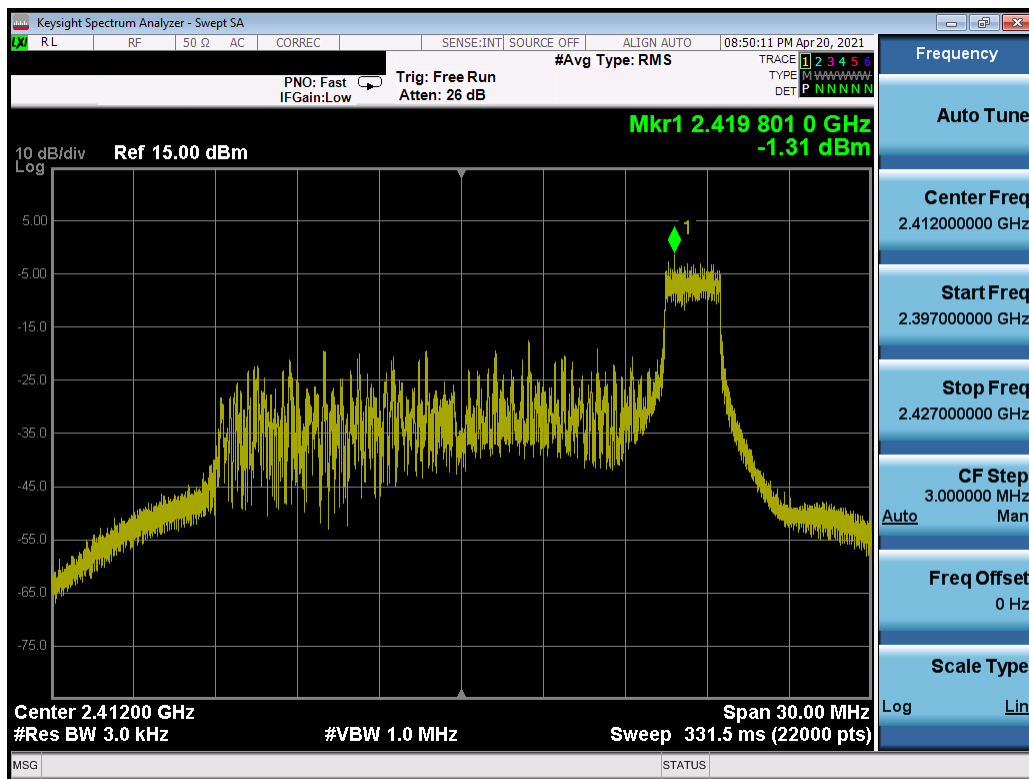 Keysight Spectrum Analyzer - Swept SA
LXI RL RF 50 Ω AC CORREC SENSE:INT SOURCE OFF ALIGN AUTO 08:50:11 PM Apr 20, 2021
PNO: Fast
IFGain:Low
Trig: Free Run
Atten: 26 dB
#Avg Type: RMS
TRACE 1 2 3 4 5 6
TYPE M W W W W W
DET P N N N N N
Mkr1 2.419 801 0 GHz
-1.31 dBm
10 dB/div
Log
Ref 15.00 dBm
1
5.00
-5.00
-15.0
-25.0
-35.0
-45.0
-55.0
-65.0
-75.0
Center 2.41200 GHz Span 30.00 MHz
#Res BW 3.0 kHz #VBW 1.0 MHz Sweep 331.5 ms (22000 pts)
MSG STATUS
Frequency
Auto Tune
Center Freq
2.412000000 GHz
Start Freq
2.397000000 GHz
Stop Freq
2.427000000 GHz
CF Step
3.000000 MHz
Auto Man
Freq Offset
0 Hz
Scale Type
Log Lin